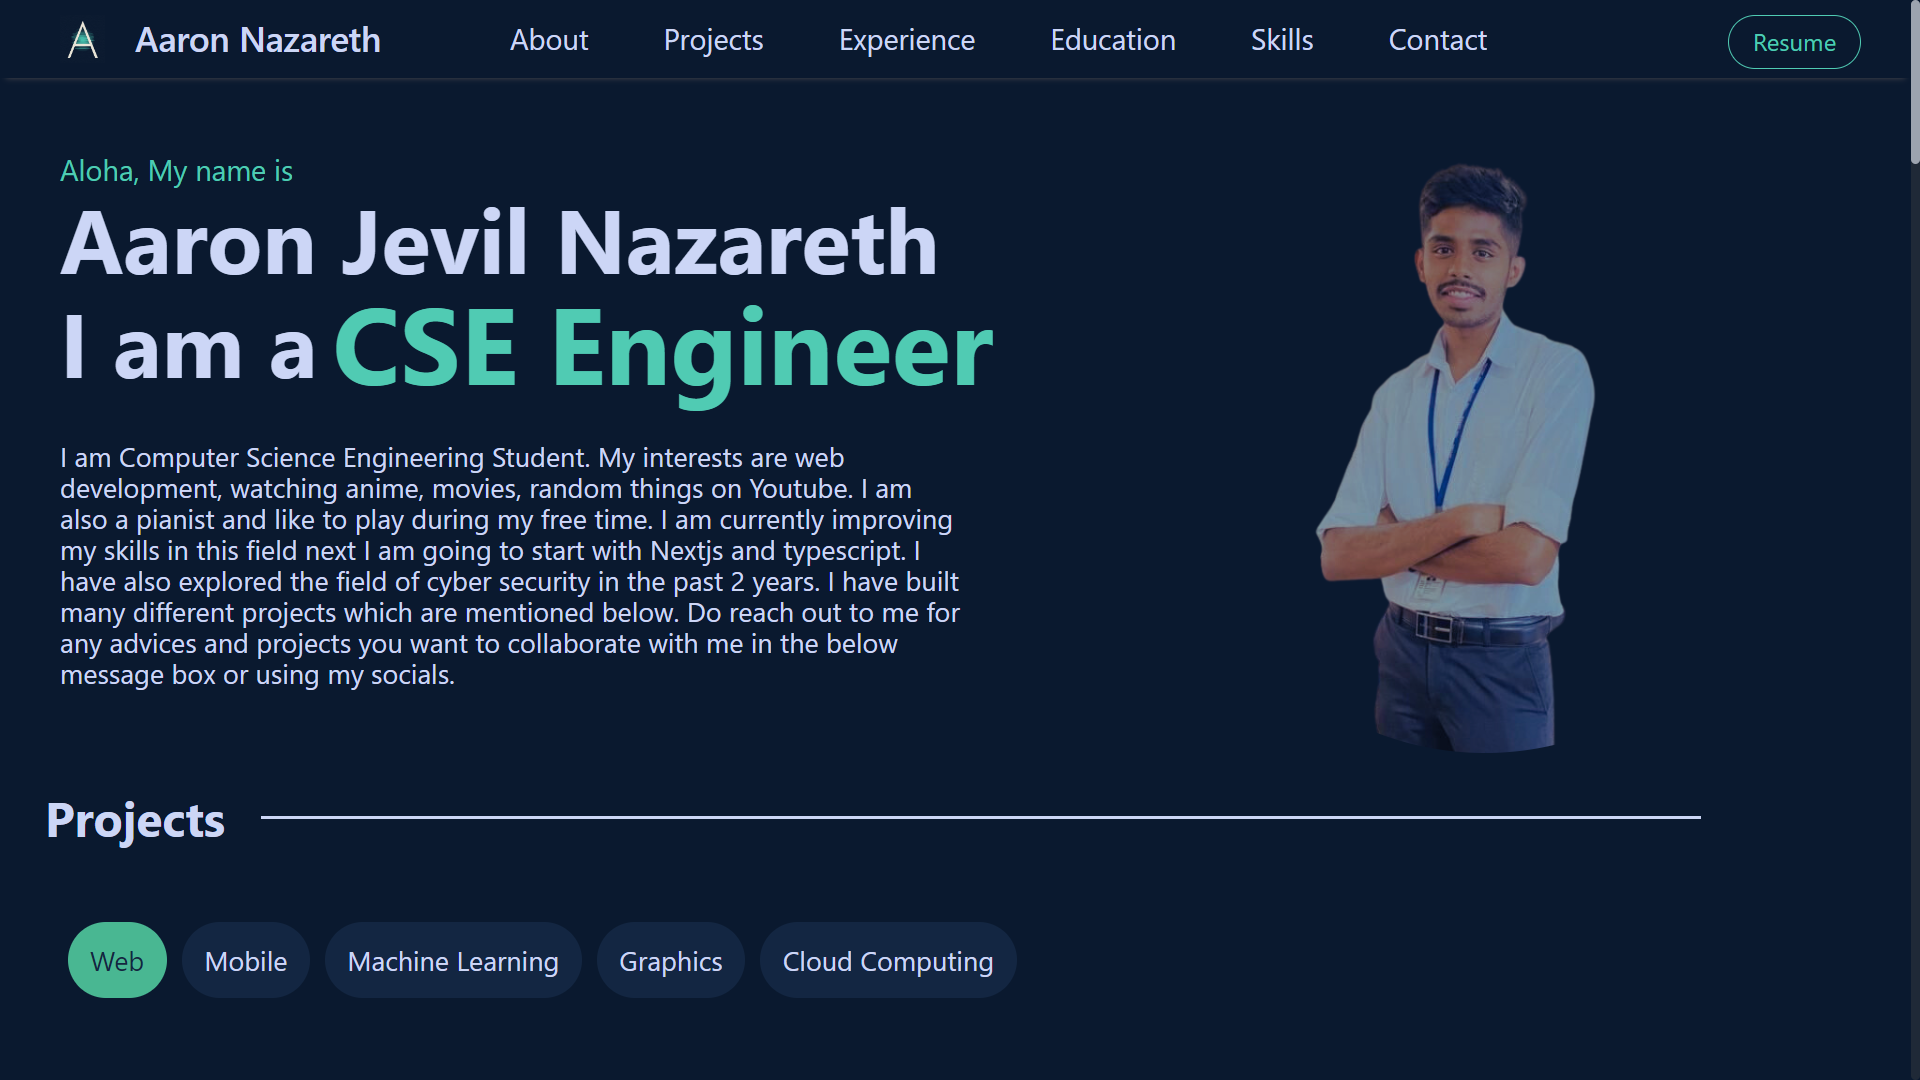 Aaron Nazareth
About
Projects
Experience
Education
Skills
Contact
Resume
Aloha, My name is
Aaron Jevil Nazareth
I am a CSE Engineer
I am Computer Science Engineering Student. My interests are web
development, watching anime, movies, random things on Youtube. I am
also a pianist and like to play during my free time. I am currently improving
my skills in this field next I am going to start with Nextjs and typescript. I
have also explored the field of cyber security in the past 2 years. I have built
many different projects which are mentioned below. Do reach out to me for
any advices and projects you want to collaborate with me in the below
message box or using my socials.
Projects
Web
Mobile
Machine Learning
Graphics
Cloud Computing